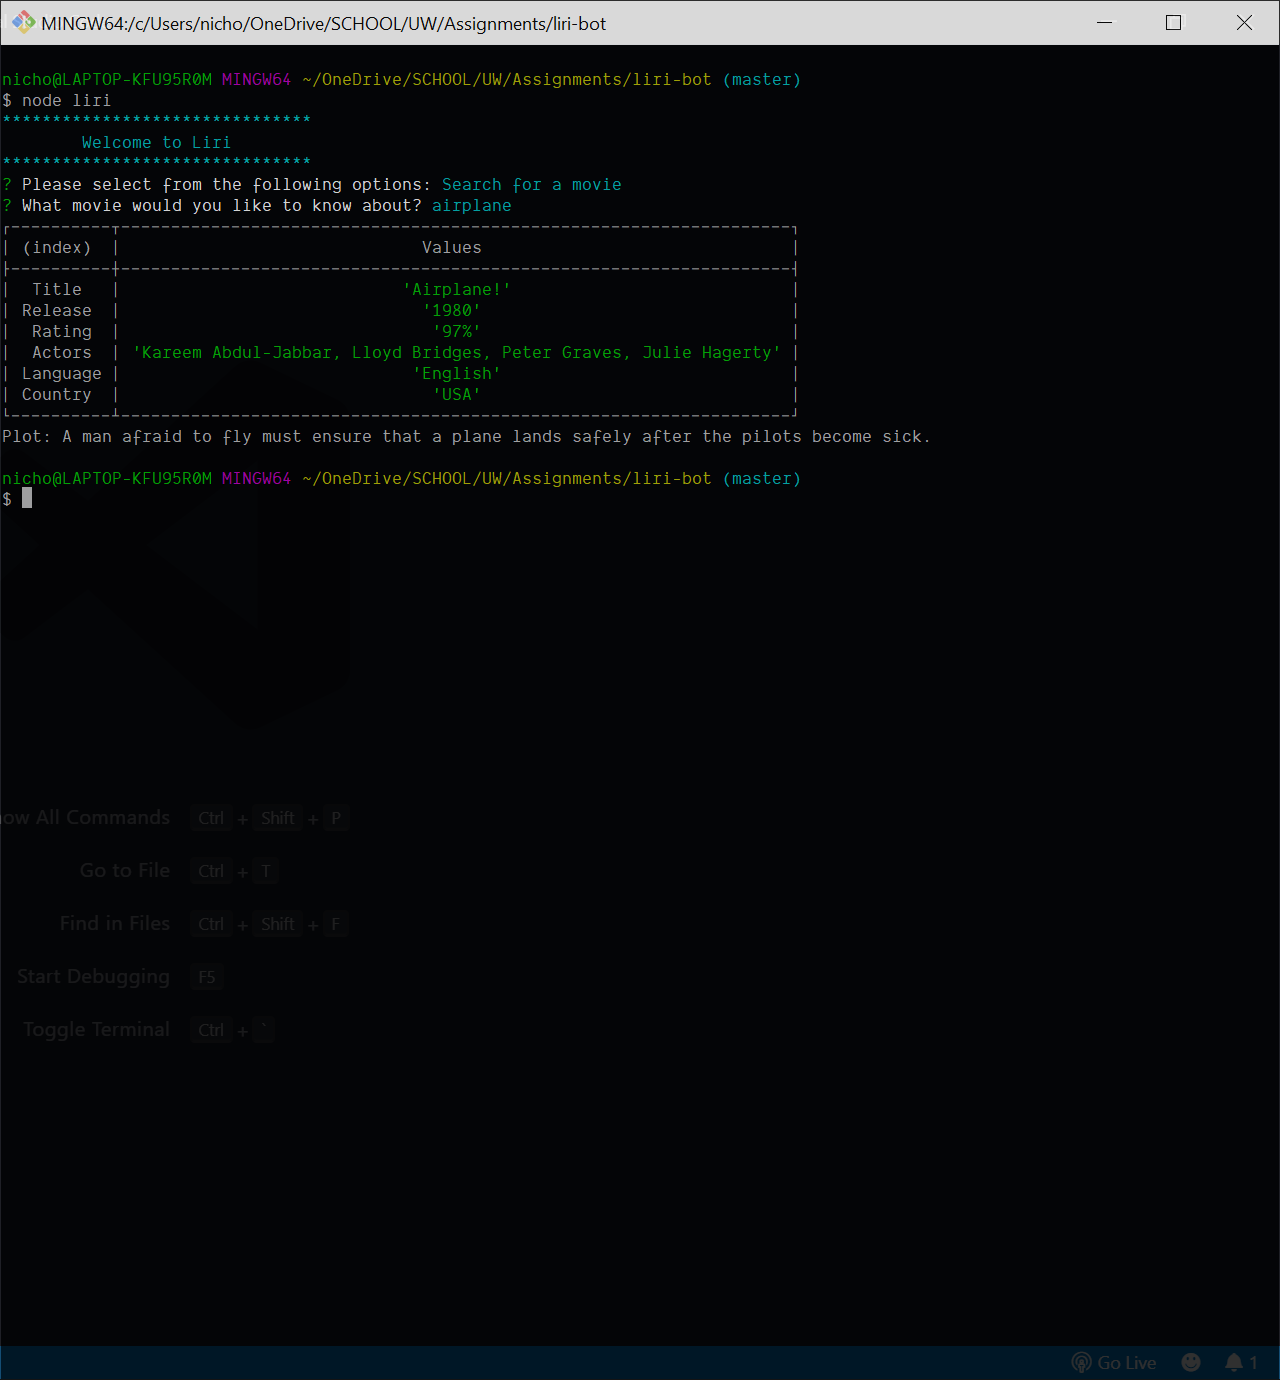 MINGW64:/c/Users/nicho/OneDrive/SCHOOL/UW/Assignments/liri-bot
nicho@LAPTOP-KFU95R0M MINGW64 ~/OneDrive/SCHOOL/UW/Assignments/liri-bot (master)
$ node liri
*******************************
Welcome to Liri
*******************************
? Please select from the following options: Search for a movie
? What movie would you like to know about? airplane
(index) Values
Title 'Airplane!'
Release '1980'
Rating '97%'
Actors 'Kareem Abdul-Jabbar, Lloyd Bridges, Peter Graves, Julie Hagerty'
Language 'English'
Country 'USA'
Plot: A man afraid to fly must ensure that a plane lands safely after the pilots become sick.
nicho@LAPTOP-KFU95R0M MINGW64 ~/OneDrive/SCHOOL/UW/Assignments/liri-bot (master)
$
ow All Commands Ctrl + Shift + P
Go to File Ctrl + T
Find in Files Ctrl + Shift + F
Start Debugging F5
Toggle Terminal Ctrl + `
Go Live 1